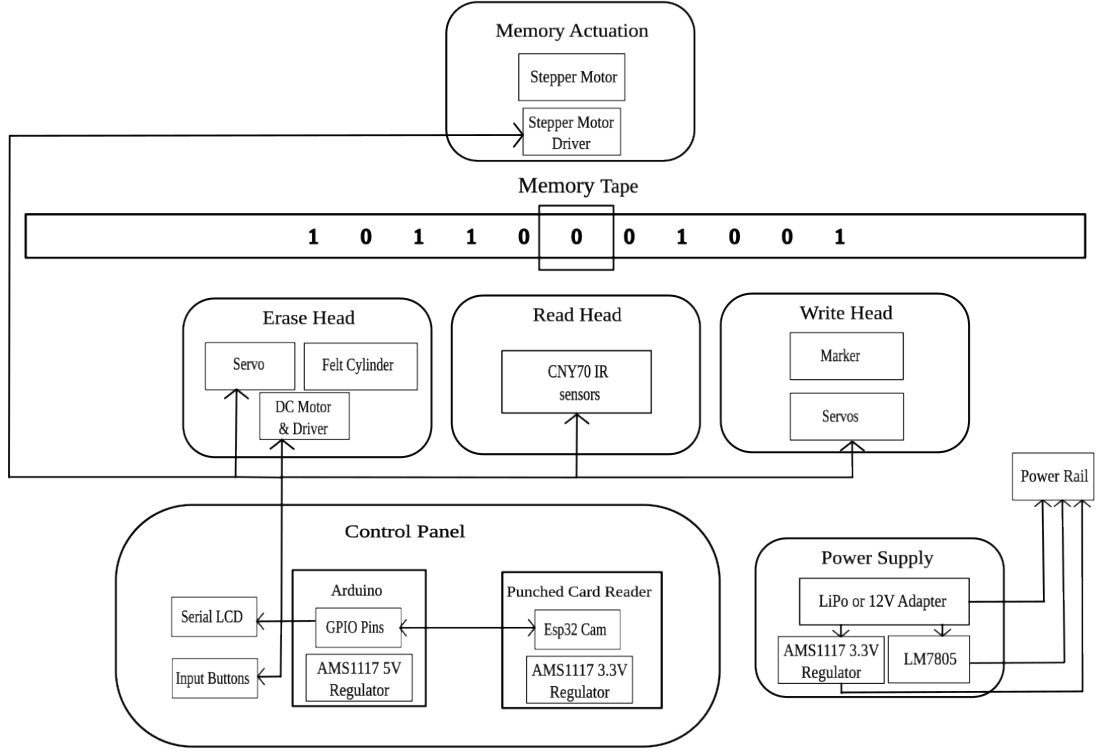 Memory Actuation
Stepper Motor
Stepper Motor
Driver
Memory Tape
1 0 1 1 0 0 0 1 0 0 1
Erase Head
Servo
Felt Cylinder
DC Motor
& Driver
Read Head
CNY70 IR
sensors
Write Head
Marker
Servos
Power Rail
Control Panel
Serial LCD
Input Buttons
Arduino
GPIO Pins
AMS1117 5V
Regulator
Punched Card Reader
Esp32 Cam
AMS1117 3.3V
Regulator
Power Supply
LiPo or 12V Adapter
AMS1117 3.3V
Regulator
LM7805